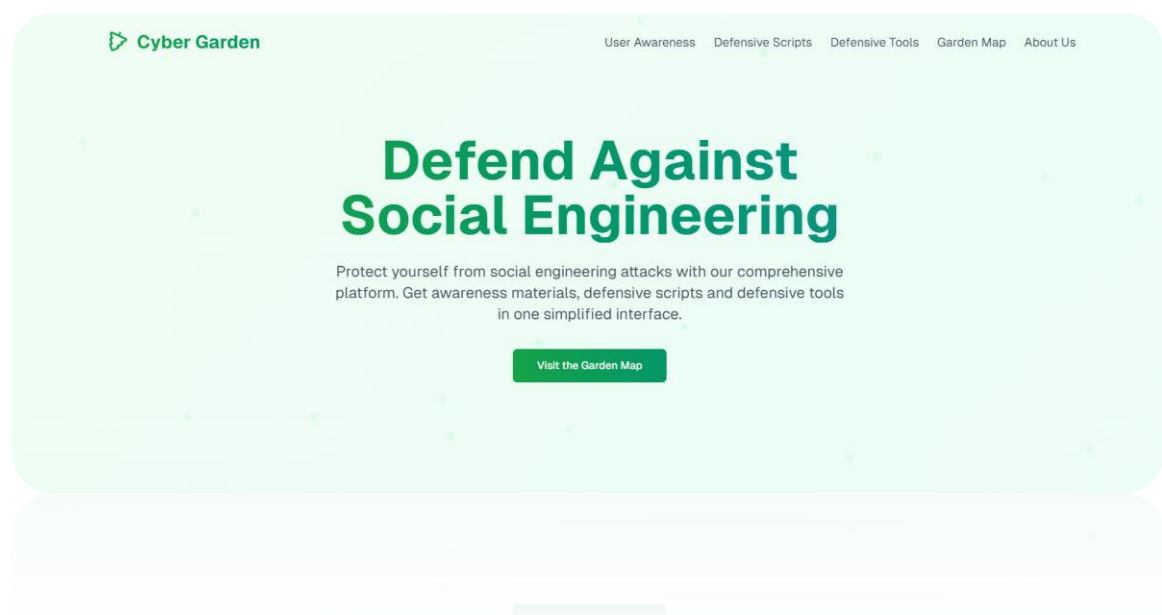 Cyber Garden
User Awareness Defensive Scripts Defensive Tools Garden Map About Us
Defend Against
Social Engineering
Protect yourself from social engineering attacks with our comprehensive
platform. Get awareness materials, defensive scripts and defensive tools
in one simplified interface.
Visit the Garden Map